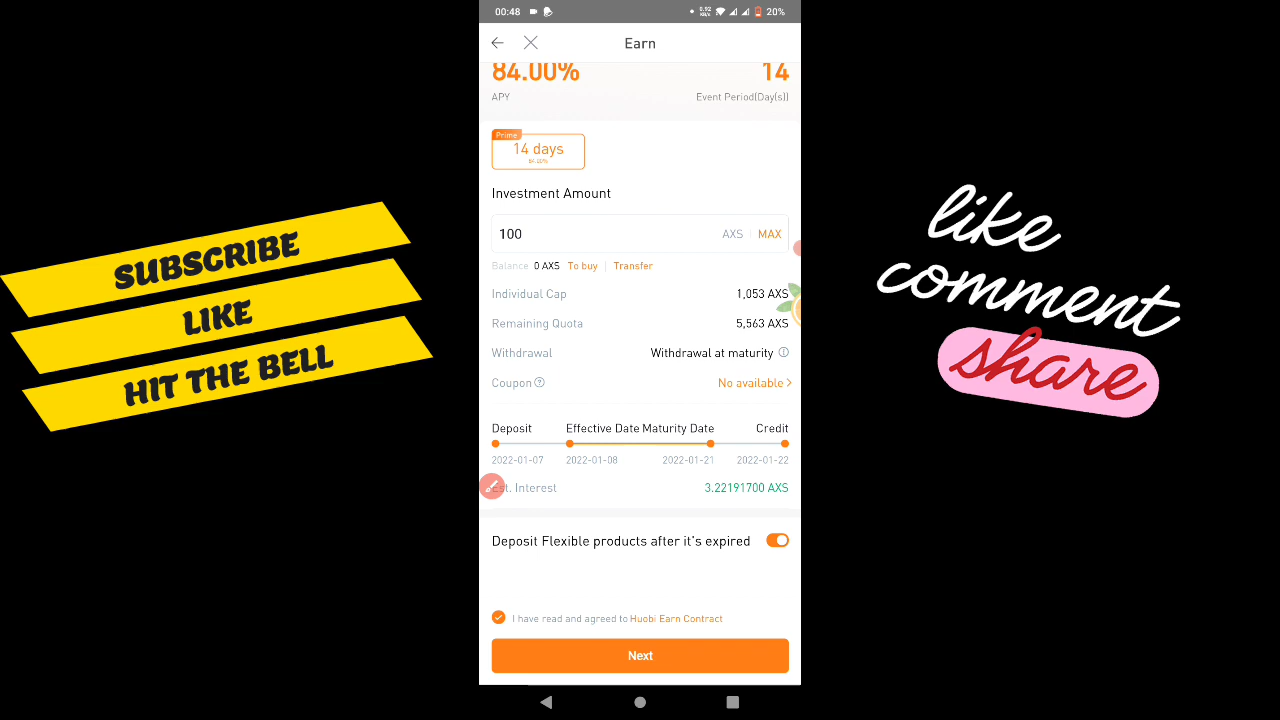 00:48
0.92
KB/s
20%
Earn
84.00%
14
APY
Event Period(Day(s))
Prime
14 days
84.00%
Investment Amount
100
AXS
MAX
Balance 0 AXS To buy | Transfer
Individual Cap
1,053 AXS
Remaining Quota
5,563 AXS
Withdrawal
Withdrawal at maturity
Coupon
No available >
Deposit
Effective Date
Maturity Date
Credit
2022-01-07
2022-01-08
2022-01-21
2022-01-22
Interest
3.22191700 AXS
Deposit Flexible products after it's expired
I have read and agreed to Huobi Earn Contract
Next
SUBSCRIBE
LIKE
HIT THE BELL
like
comment
share